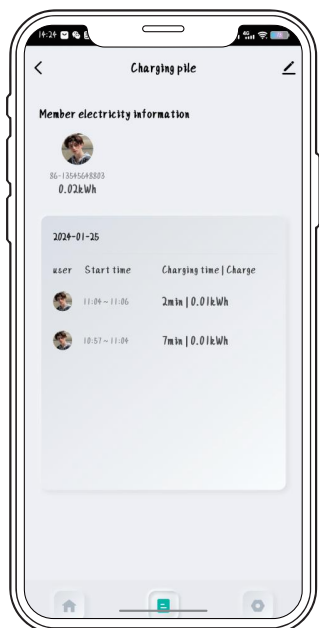 14:24
4G
Charging pile
Member electricity information
86-13545648803
0.02kWh
2024-01-25
user Start time Charging time | Charge
11:04 ~ 11:06 2min | 0.01kWh
10:57 ~ 11:04 7min | 0.01kWh